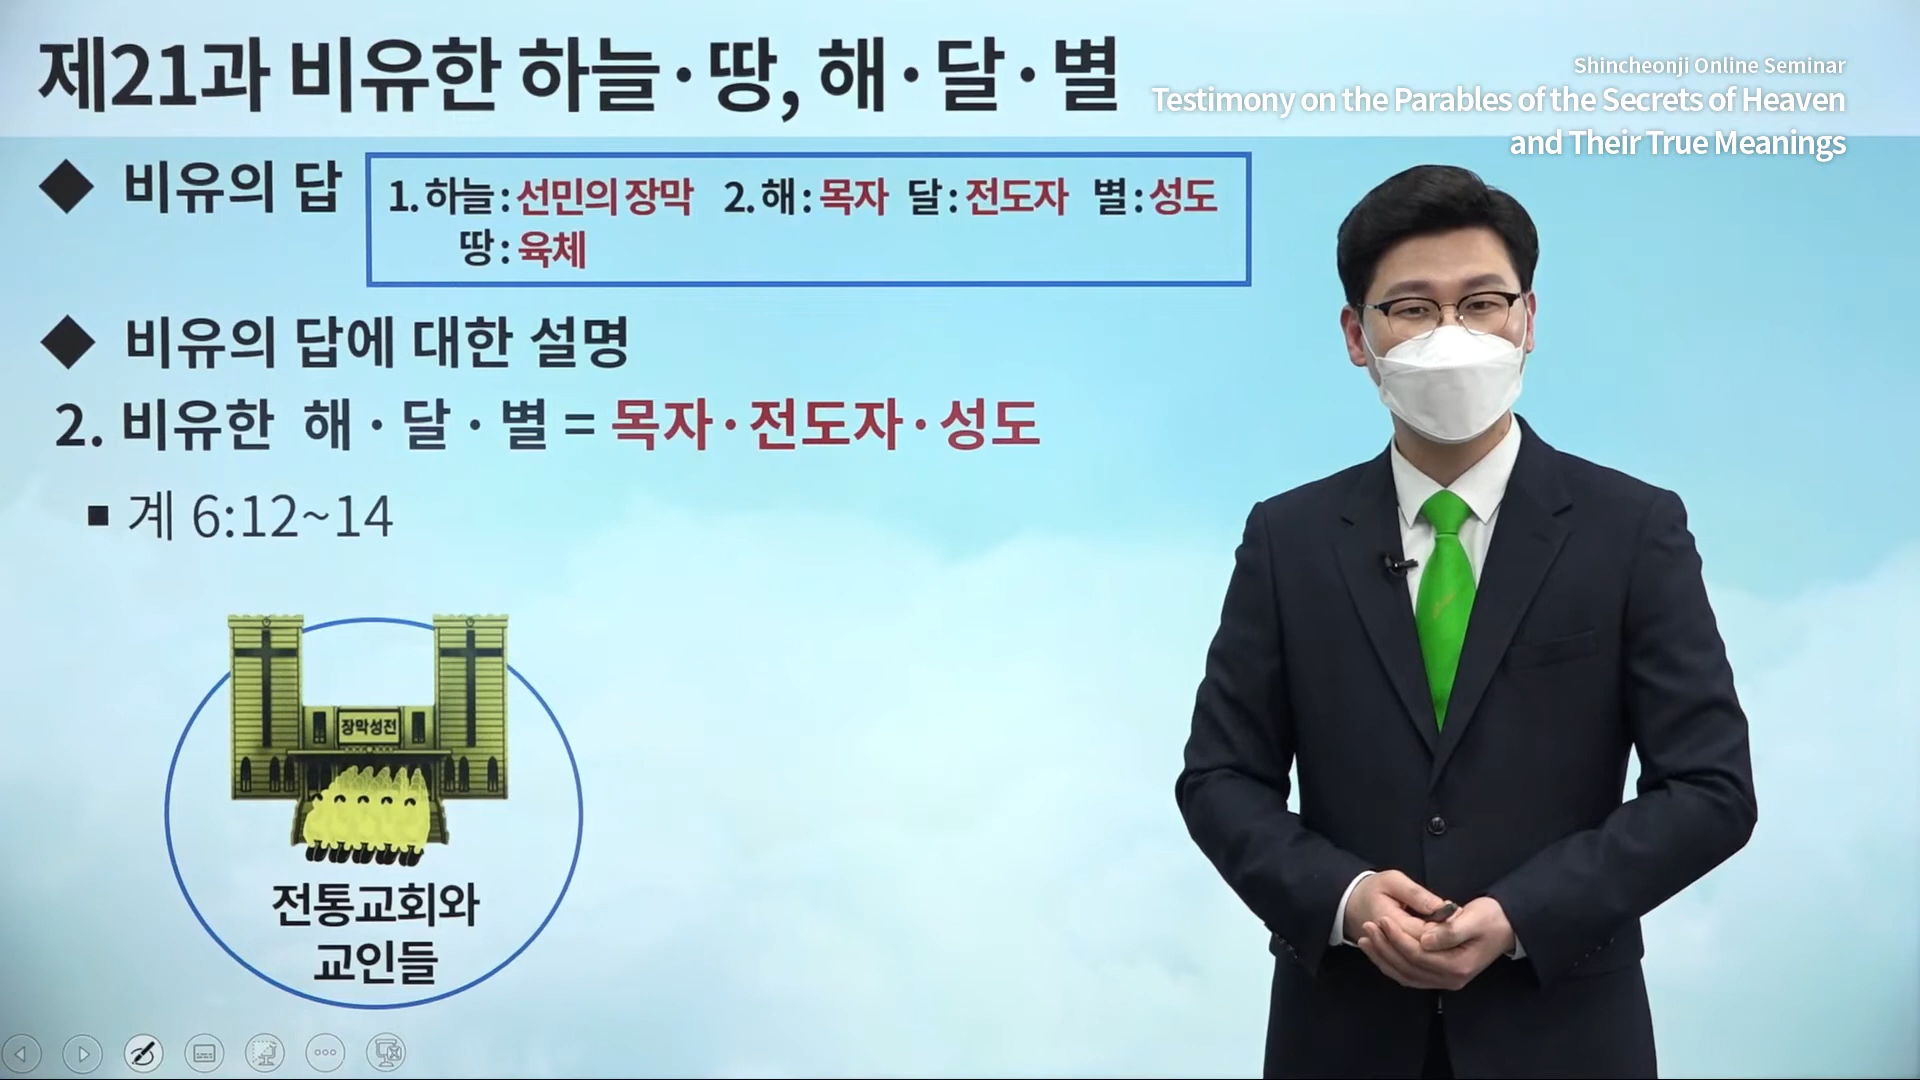 제21과 비유한 하늘·땅, 해·달·별
Shincheonji Online Seminar
Testimony on the Parables of the Secrets of Heaven
and Their True Meanings
◆ 비유의 답
1. 하늘 : 선민의 장막 2. 해 : 목자 달 : 전도자 별 : 성도
땅 : 육체
◆ 비유의 답에 대한 설명
2. 비유한 해·달·별 = 목자·전도자·성도
▪ 계 6:12~14
장막성전
전통교회와
교인들